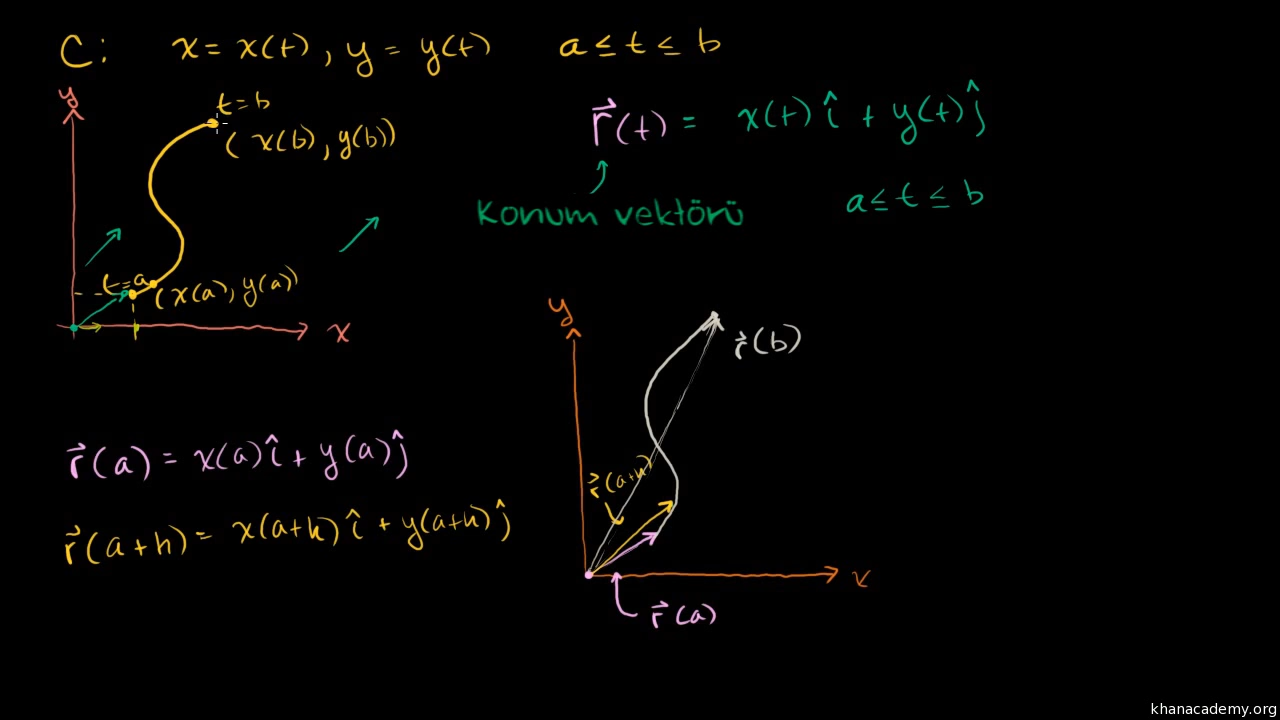 C: x = x(t), y = y(t) a ≤ t ≤ b
y
t = b
(x(b), y(b))
r⃗(t) = x(t)î + y(t)ĵ
Konum vektörü
a ≤ t ≤ b
t = a
(x(a), y(a))
x
y
r⃗(b)
r⃗(a) = x(a)î + y(a)ĵ
r⃗(a+h)
r⃗(a+h) = x(a+h)î + y(a+h)ĵ
x
r⃗(a)
khanacademy.org